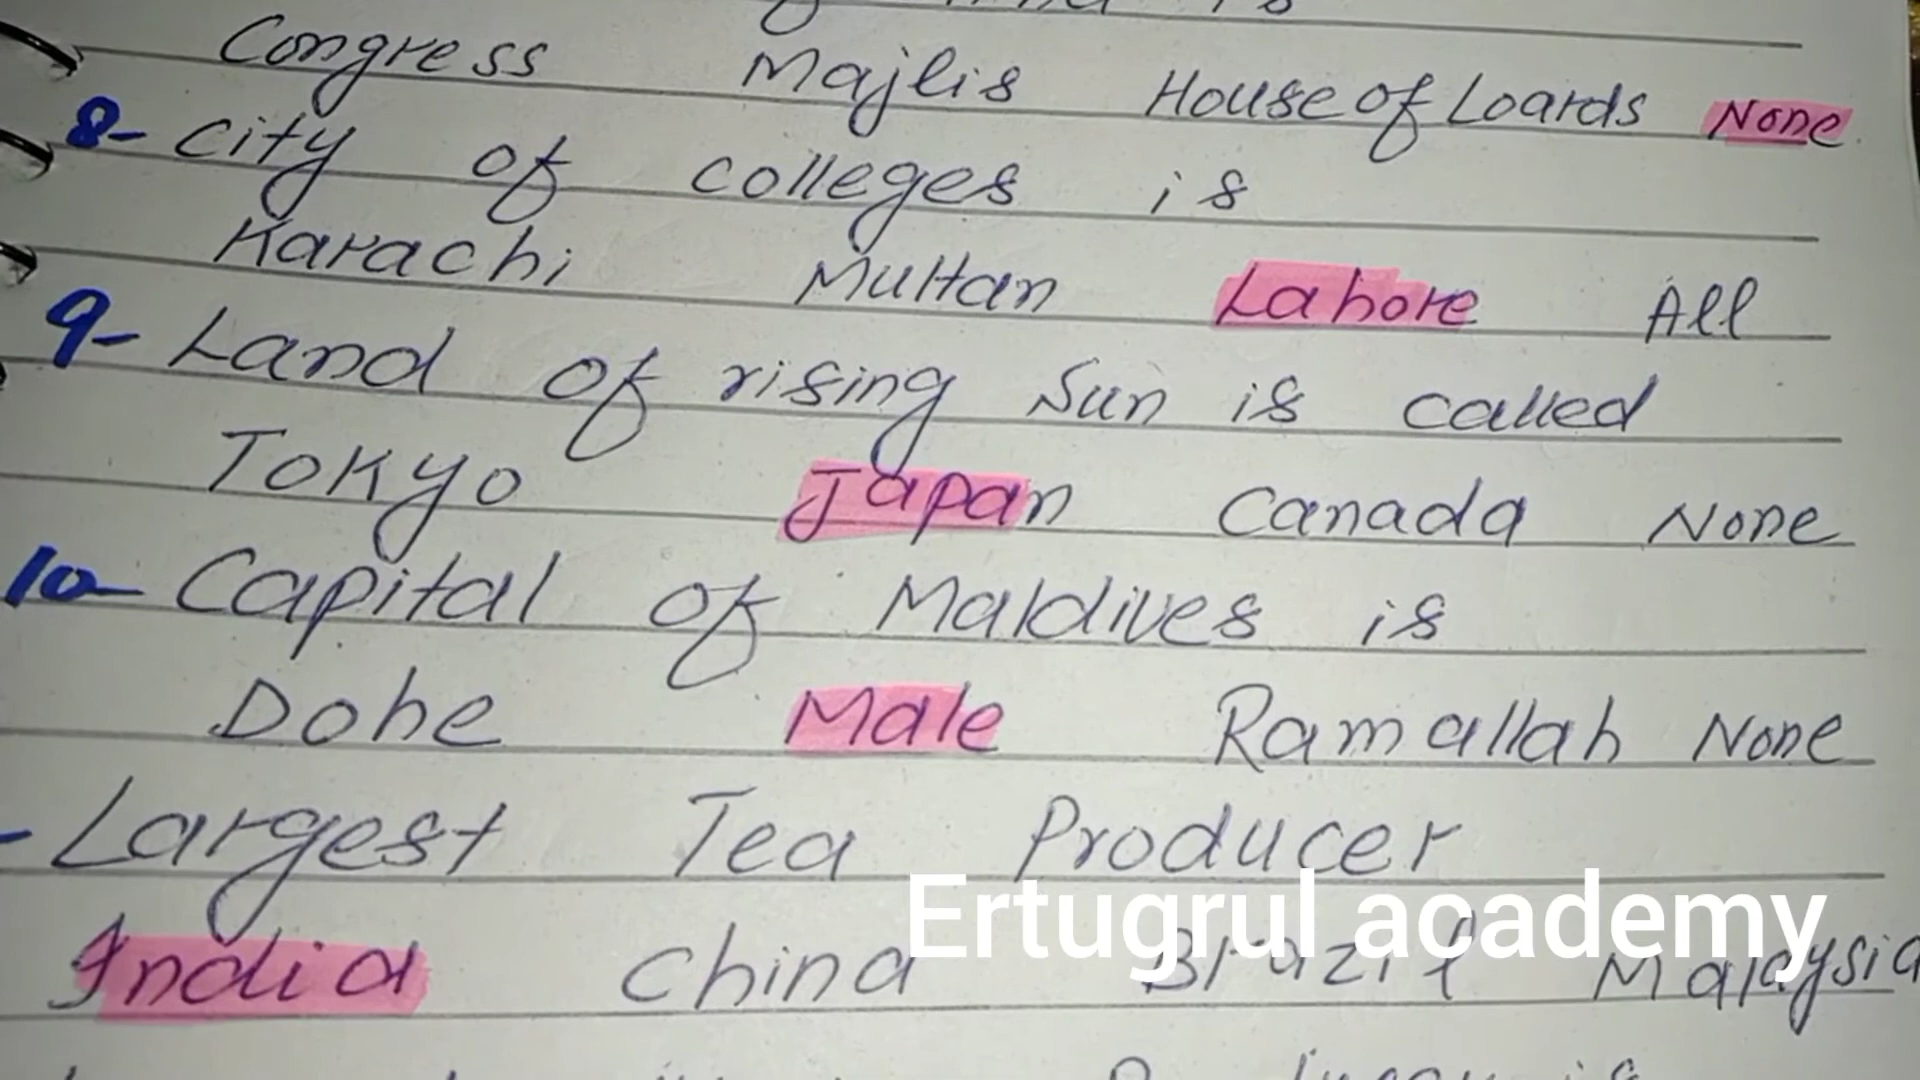 Congress Majlis House of Loards None
8- City of colleges is
Karachi Multan Lahore All
9- Land of rising Sun is called
Tokyo Japan Canada None
10- Capital of Maldives is
Dohe Male Ramallah None
- Largest Tea Producer
India China Brazil Malaysia
Ertugrul academy